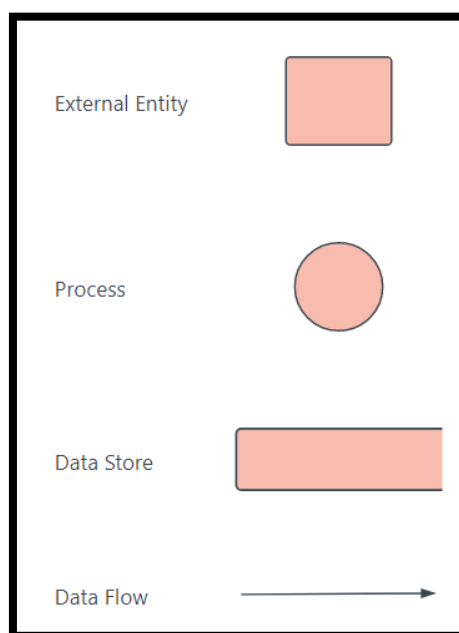 External Entity
Process
Data Store
Data Flow